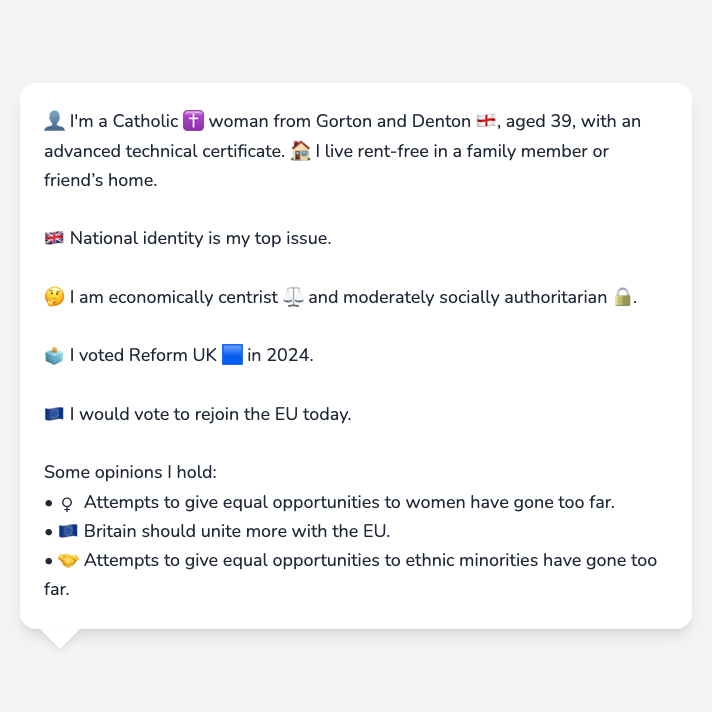 👤 I'm a Catholic ✝️ woman from Gorton and Denton 🏴󠁧󠁢󠁥󠁮󠁧󠁿, aged 39, with an
advanced technical certificate. 🏠 I live rent-free in a family member or
friend’s home.
🇬🇧 National identity is my top issue.
🤔 I am economically centrist ⚖️ and moderately socially authoritarian 🔒.
🗳️ I voted Reform UK 🟦 in 2024.
🇪🇺 I would vote to rejoin the EU today.
Some opinions I hold:
• ♀️ Attempts to give equal opportunities to women have gone too far.
• 🇪🇺 Britain should unite more with the EU.
• 🤝 Attempts to give equal opportunities to ethnic minorities have gone too
far.